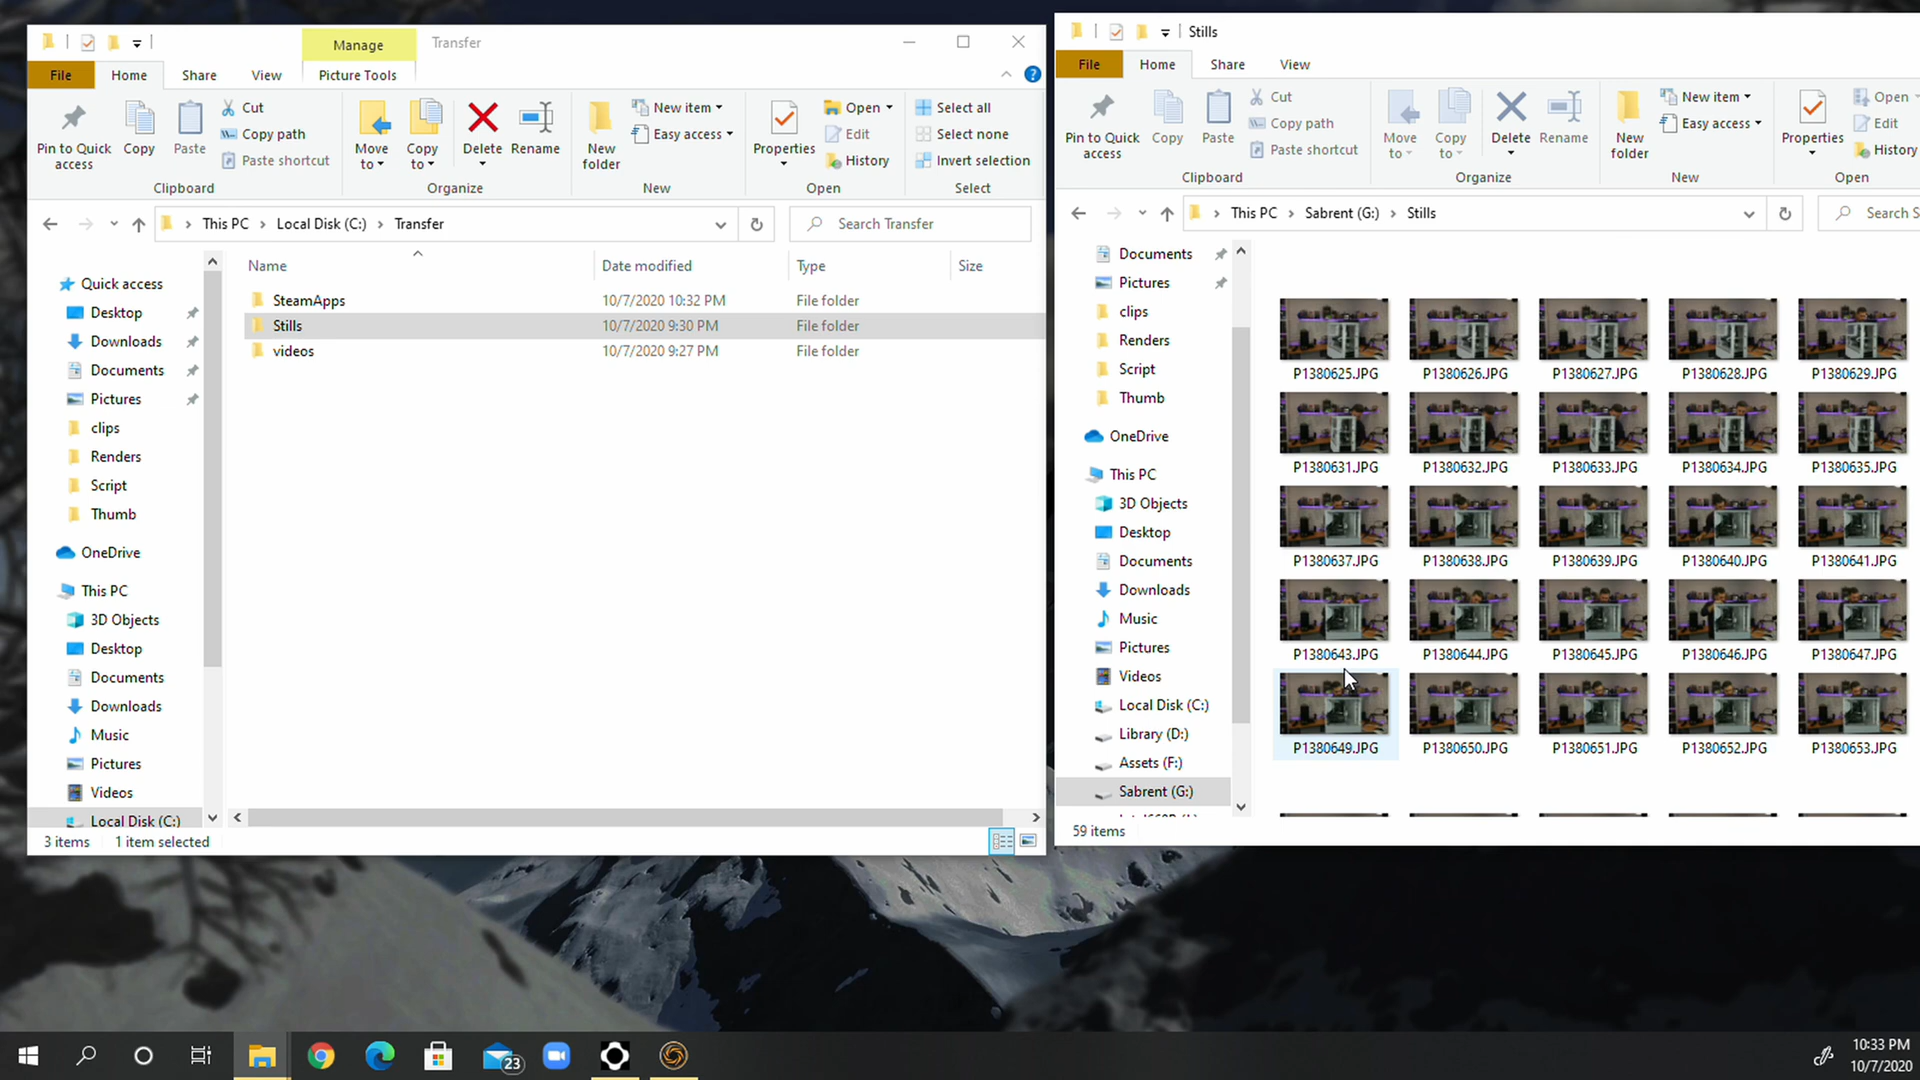 Manage
Transfer
File
Home
Share
View
Picture Tools
Pin to Quick
access
Copy
Paste
Cut
Copy path
Paste shortcut
Clipboard
Move
to
Copy
to
Delete
Rename
Organize
New
folder
New item
Easy access
New
Properties
Open
Edit
History
Open
Select all
Select none
Invert selection
Select
This PC
Local Disk (C:)
Transfer
Search Transfer
Name
Date modified
Type
Size
SteamApps
10/7/2020 10:32 PM
File folder
Stills
10/7/2020 9:30 PM
File folder
videos
10/7/2020 9:27 PM
File folder
Quick access
Desktop
Downloads
Documents
Pictures
clips
Renders
Script
Thumb
OneDrive
This PC
3D Objects
Desktop
Documents
Downloads
Music
Pictures
Videos
Local Disk (C:)
3 items
1 item selected
Stills
File
Home
Share
View
Pin to Quick
access
Copy
Paste
Cut
Copy path
Paste shortcut
Clipboard
Move
to
Copy
to
Delete
Rename
Organize
New
folder
New item
Easy access
New
Properties
Open
Edit
History
Open
This PC
Sabrent (G:)
Stills
Search S
Documents
Pictures
clips
Renders
Script
Thumb
OneDrive
This PC
3D Objects
Desktop
Documents
Downloads
Music
Pictures
Videos
Local Disk (C:)
Library (D:)
Assets (F:)
Sabrent (G:)
P1380625.JPG
P1380626.JPG
P1380627.JPG
P1380628.JPG
P1380629.JPG
P1380631.JPG
P1380632.JPG
P1380633.JPG
P1380634.JPG
P1380635.JPG
P1380637.JPG
P1380638.JPG
P1380639.JPG
P1380640.JPG
P1380641.JPG
P1380643.JPG
P1380644.JPG
P1380645.JPG
P1380646.JPG
P1380647.JPG
P1380649.JPG
P1380650.JPG
P1380651.JPG
P1380652.JPG
P1380653.JPG
59 items
23
10:33 PM
10/7/2020